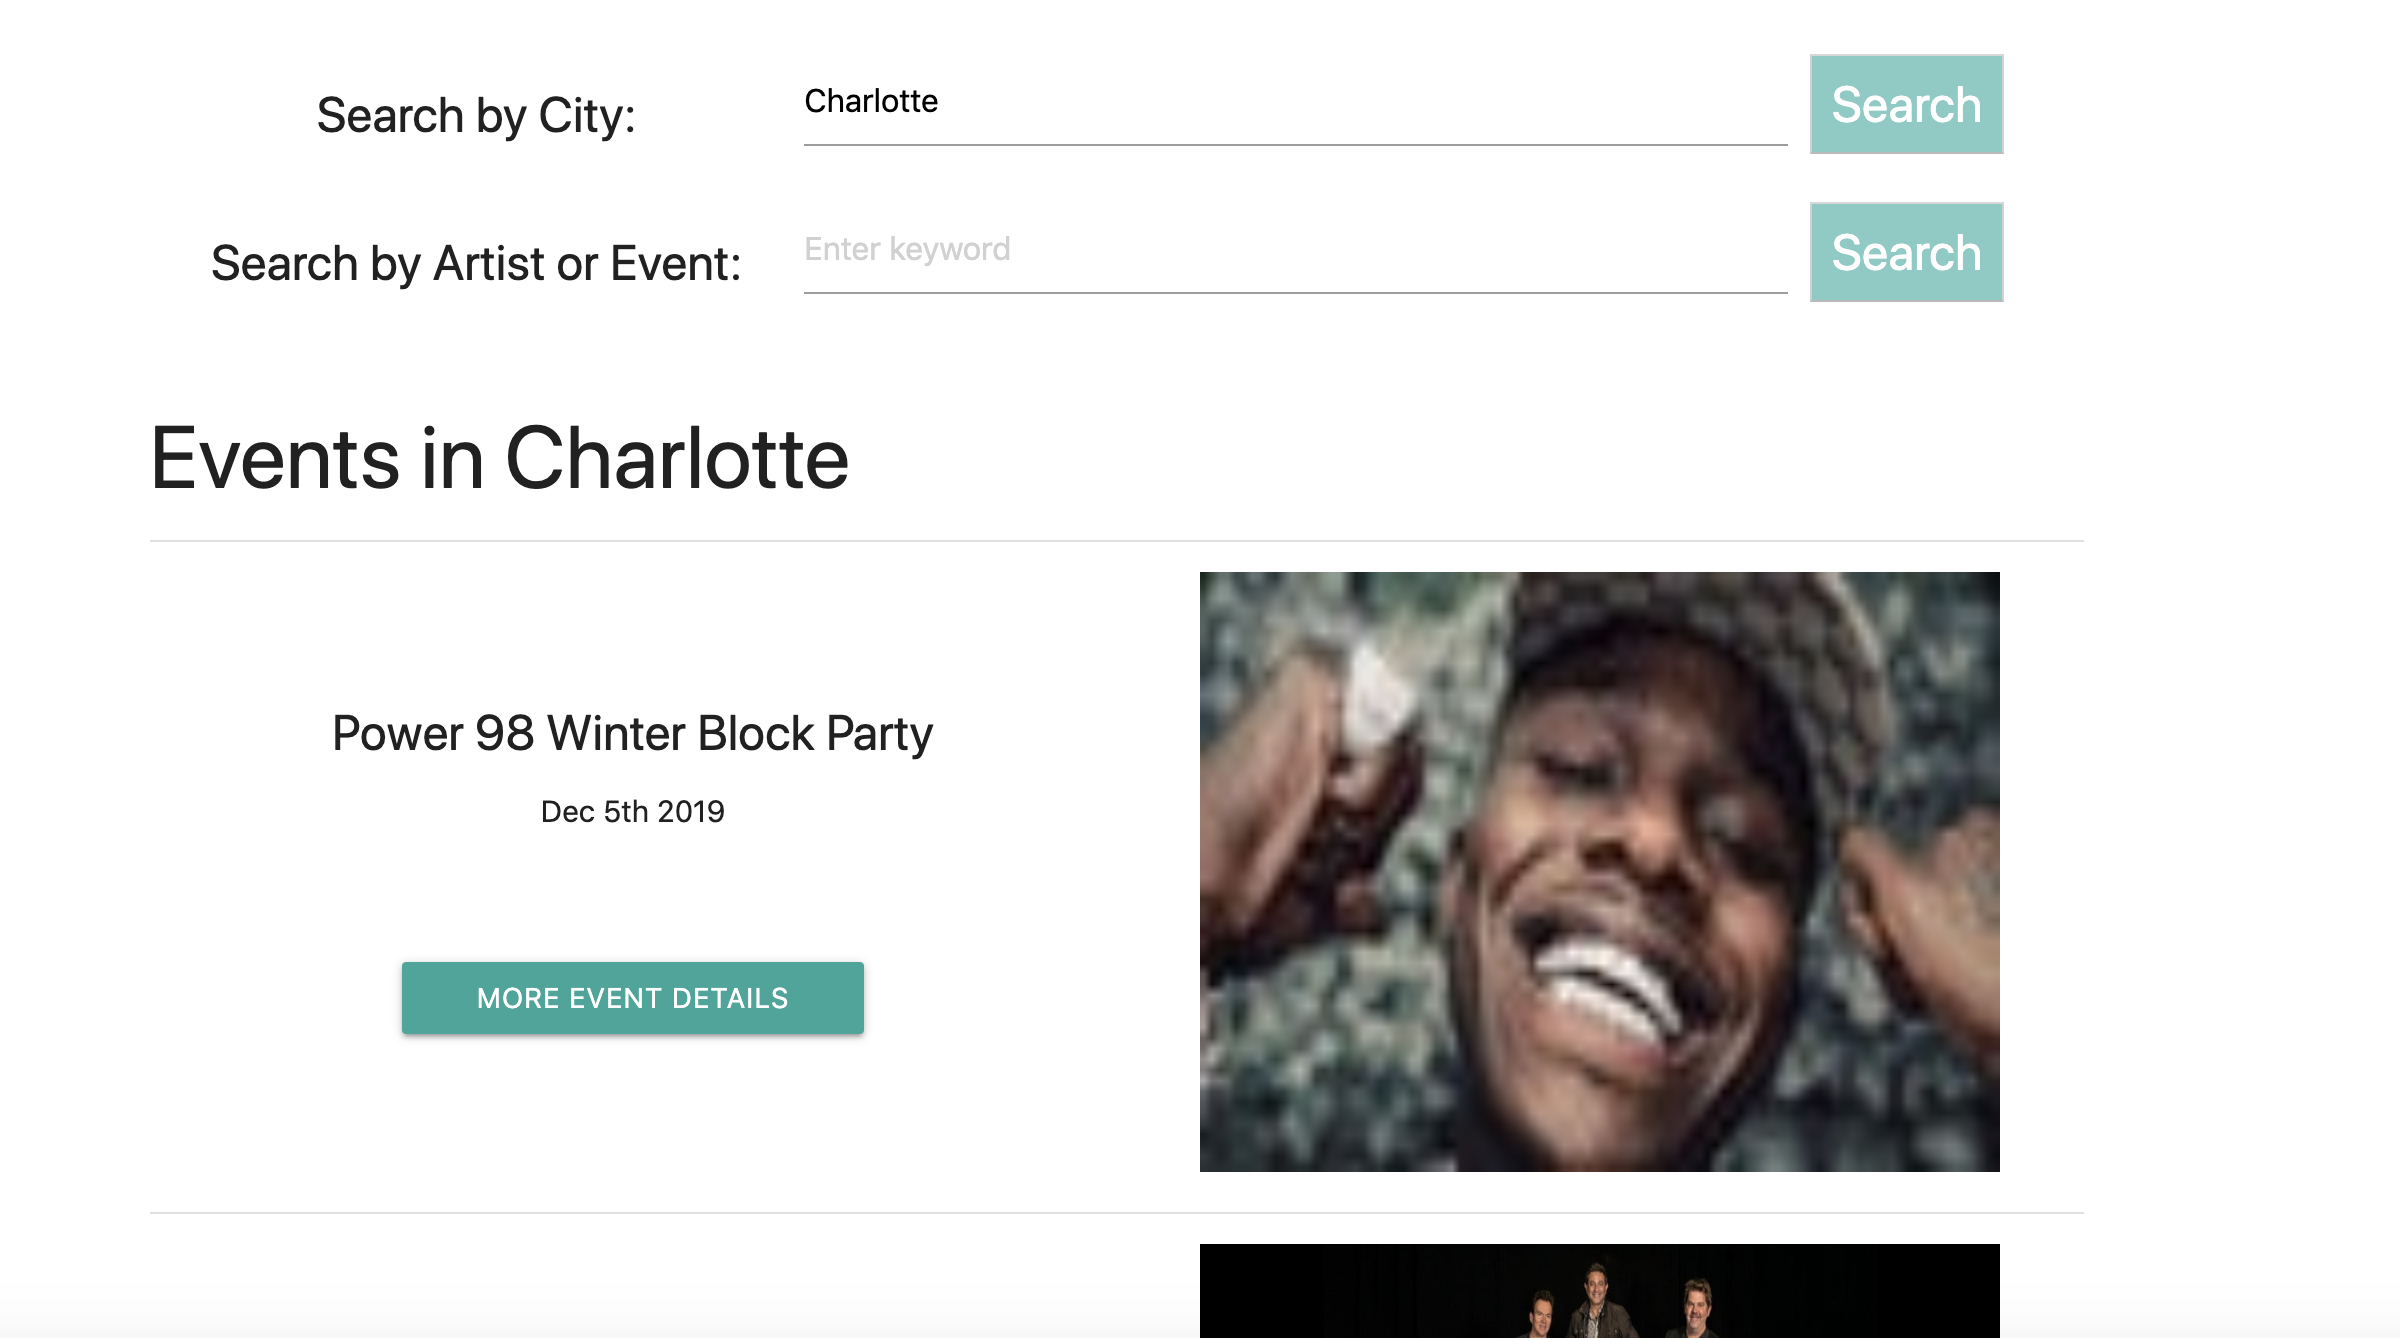 Search by City:
Charlotte
Search
Search by Artist or Event:
Enter keyword
Search
Events in Charlotte
Power 98 Winter Block Party
Dec 5th 2019
MORE EVENT DETAILS